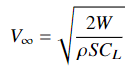 V∞ = √(2W / ρSC_L)